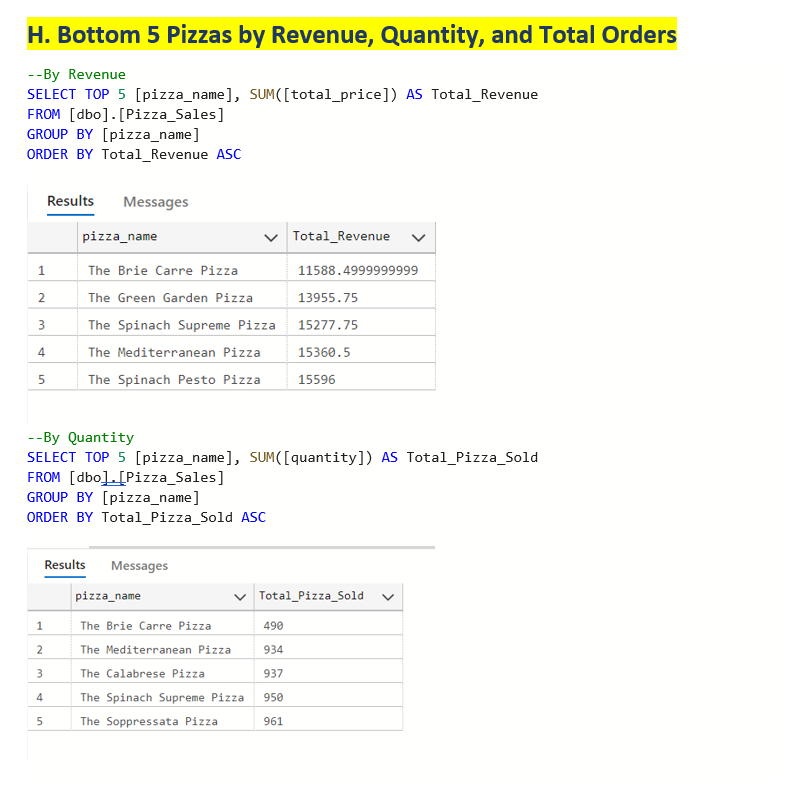 H. Bottom 5 Pizzas by Revenue, Quantity, and Total Orders
--By Revenue
SELECT TOP 5 [pizza_name], SUM([total_price]) AS Total_Revenue
FROM [dbo].[Pizza_Sales]
GROUP BY [pizza_name]
ORDER BY Total_Revenue ASC
Results Messages
pizza_name Total_Revenue
1 The Brie Carre Pizza 11588.4999999999
2 The Green Garden Pizza 13955.75
3 The Spinach Supreme Pizza 15277.75
4 The Mediterranean Pizza 15360.5
5 The Spinach Pesto Pizza 15596
--By Quantity
SELECT TOP 5 [pizza_name], SUM([quantity]) AS Total_Pizza_Sold
FROM [dbo].[Pizza_Sales]
GROUP BY [pizza_name]
ORDER BY Total_Pizza_Sold ASC
Results Messages
pizza_name Total_Pizza_Sold
1 The Brie Carre Pizza 490
2 The Mediterranean Pizza 934
3 The Calabrese Pizza 937
4 The Spinach Supreme Pizza 950
5 The Soppressata Pizza 961